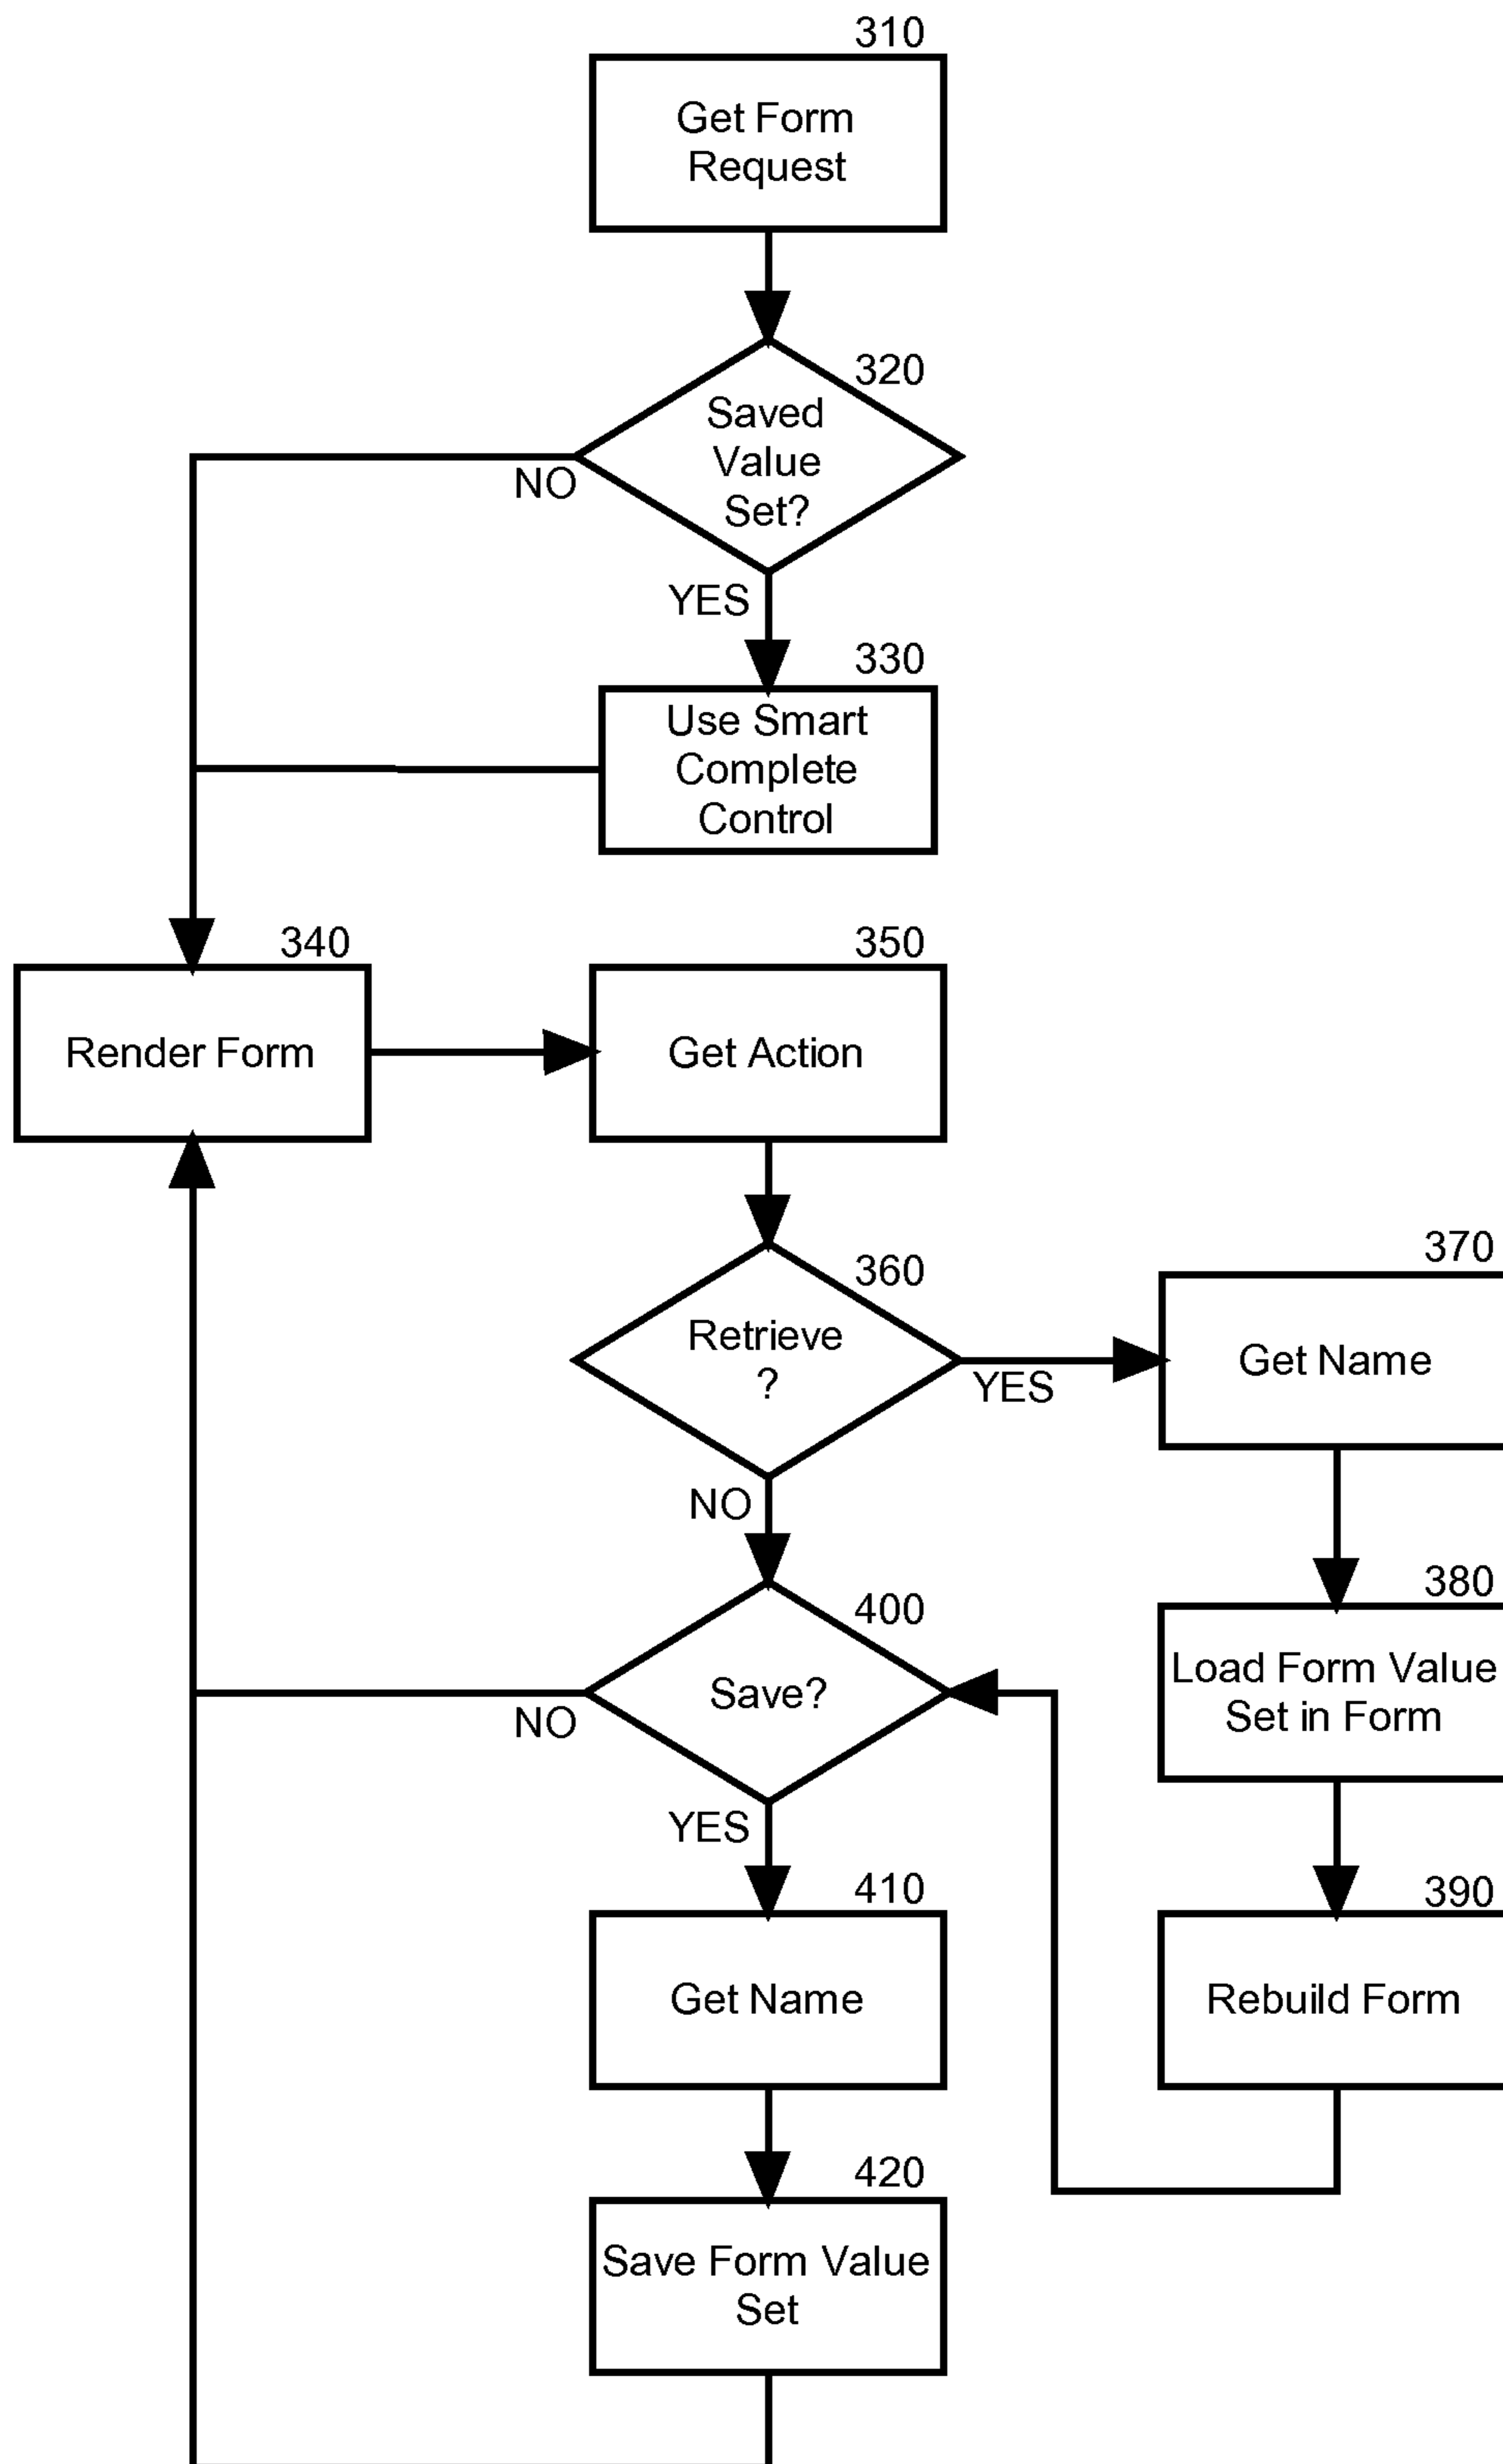 310
Get Form
Request
320
Saved
Value
Set?
NO
YES
330
Use Smart
Complete
Control
340
Render Form
350
Get Action
360
Retrieve
?
YES
NO
370
Get Name
380
Load Form Value
Set in Form
390
Rebuild Form
400
Save?
NO
YES
410
Get Name
420
Save Form Value
Set